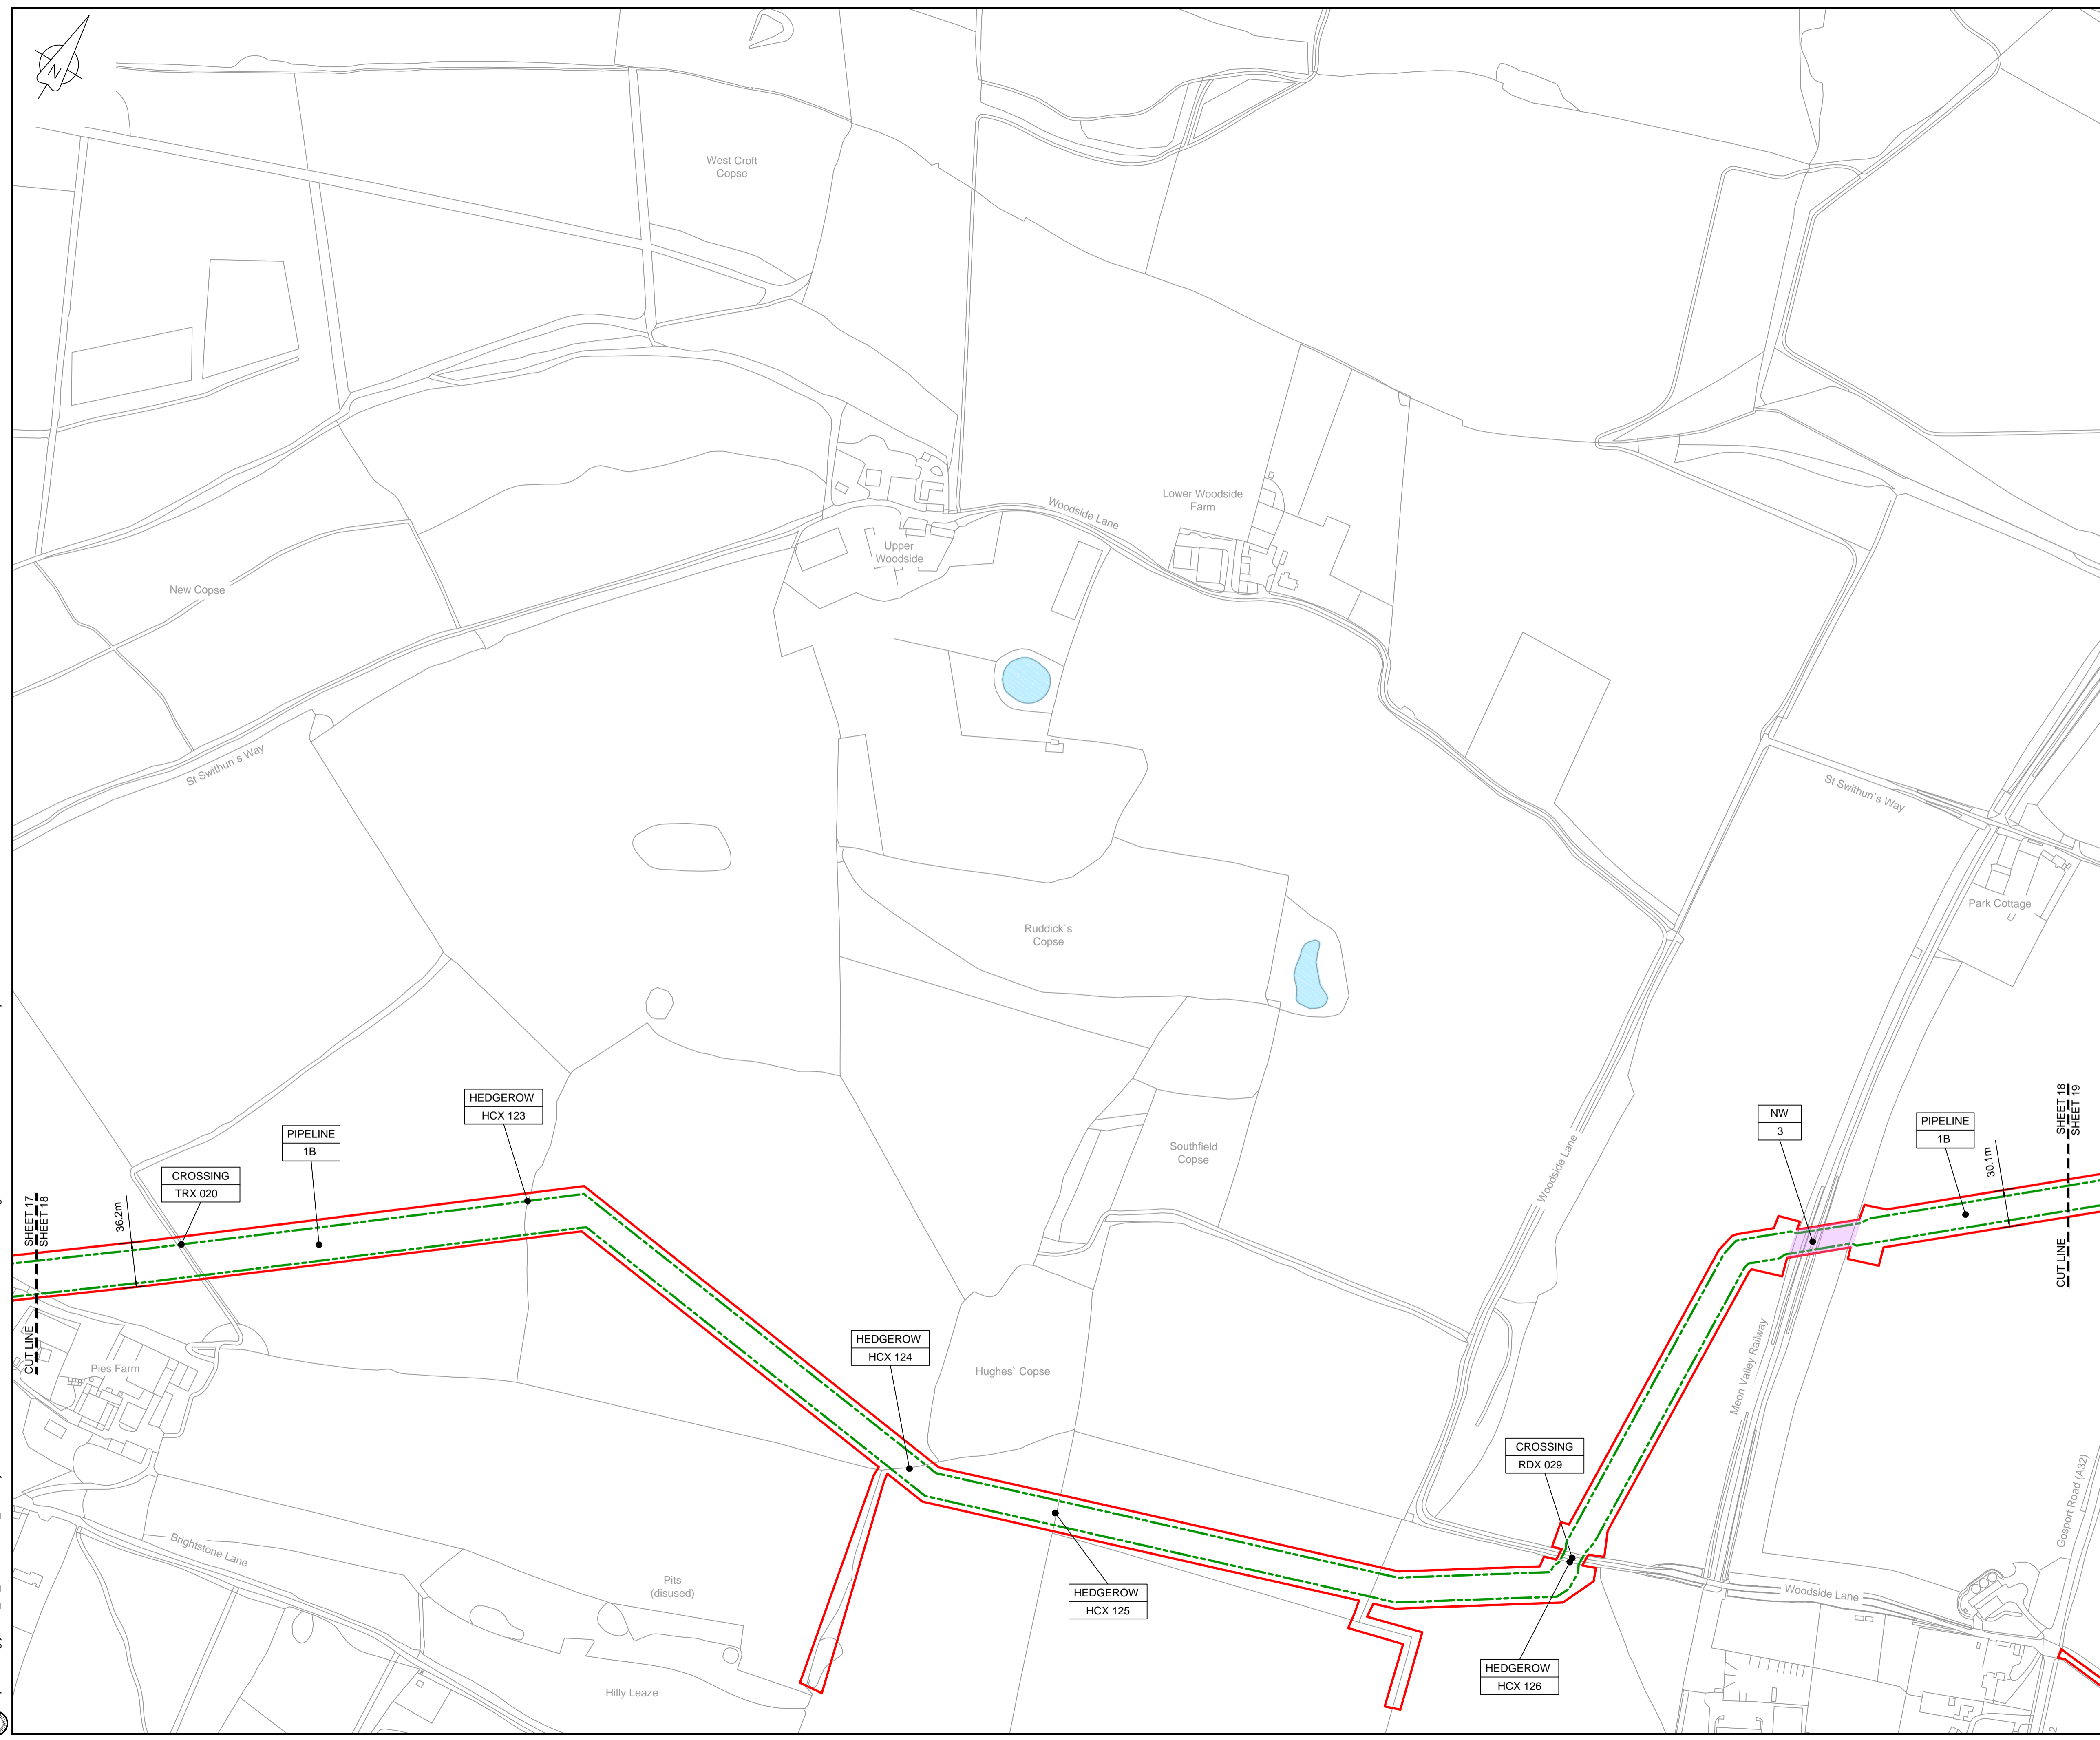 N
West Croft
Copse
Woodside Lane
Lower Woodside
Farm
Upper
Woodside
New Copse
St Swithun`s Way
St Swithun`s Way
Park Cottage
Ruddick`s
Copse
HEDGEROW
HCX 123
PIPELINE
1B
CROSSING
TRX 020
Southfield
Copse
Woodside Lane
NW
3
PIPELINE
1B
30.1m
SHEET 18
SHEET 19
CUT LINE
SHEET 17
SHEET 18
CUT LINE
36.2m
Pies Farm
HEDGEROW
HCX 124
Hughes` Copse
Meon Valley Railway
CROSSING
RDX 029
Gosport Road (A32)
Brightstone Lane
Pits
(disused)
HEDGEROW
HCX 125
Woodside Lane
HEDGEROW
HCX 126
Hilly Leaze